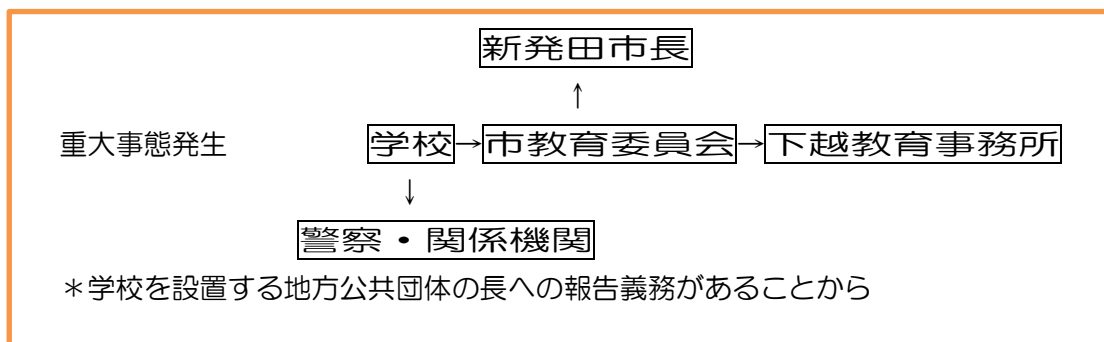 新発田市長
↑
重大事態発生 学校→市教育委員会→下越教育事務所
↓
警察・関係機関
＊学校を設置する地方公共団体の長への報告義務があることから